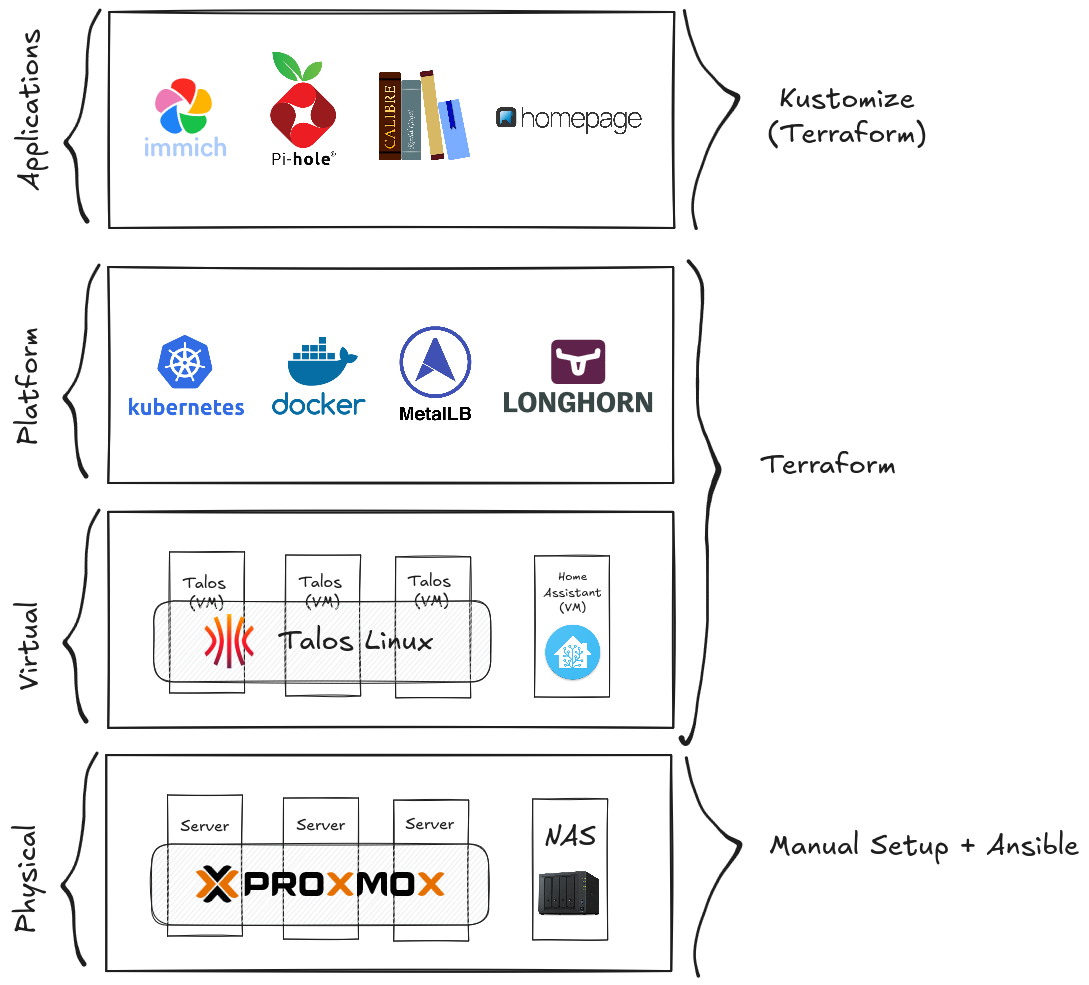 Applications
immich
Pi-hole®
CALIBRE
homepage
Kustomize
(Terraform)
Platform
kubernetes
docker
MetalLB
LONGHORN
Terraform
Virtual
Talos
(VM)
Talos
(VM)
Talos
(VM)
Talos Linux
Home
Assistant
(VM)
Physical
Server
Server
Server
PROXMOX
NAS
Manual Setup + Ansible